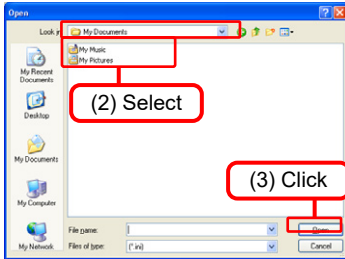 Open
Look in
My Documents
My Music
My Pictures
My Recent
Documents
(2) Select
Desktop
My Documents
(3) Click
My Computer
File name:
Open
My Network
Files of type:
(*.ini)
Cancel